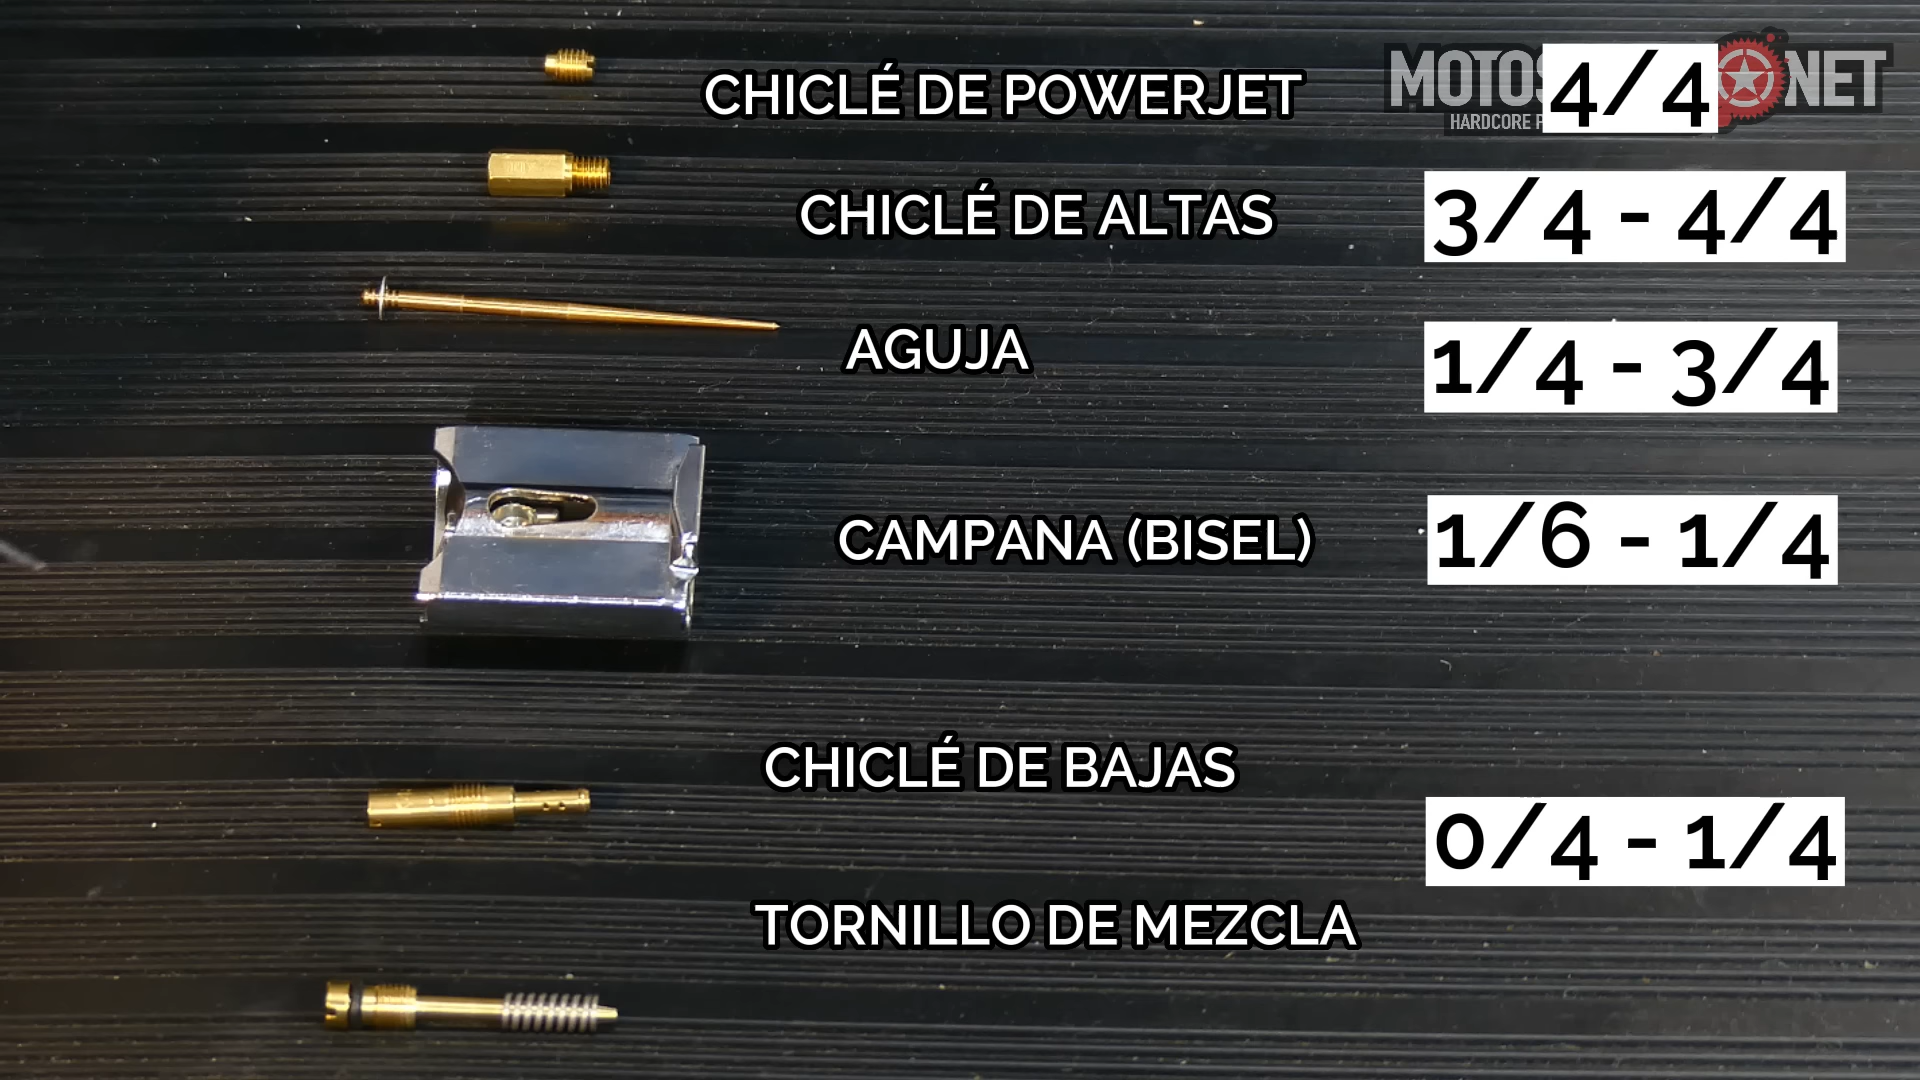 CHICLÉ DE POWERJET
4/4
MOTOS NET
HARDCORE
CHICLÉ DE ALTAS
3/4 - 4/4
AGUJA
1/4 - 3/4
CAMPANA (BISEL)
1/6 - 1/4
CHICLÉ DE BAJAS
0/4 - 1/4
TORNILLO DE MEZCLA